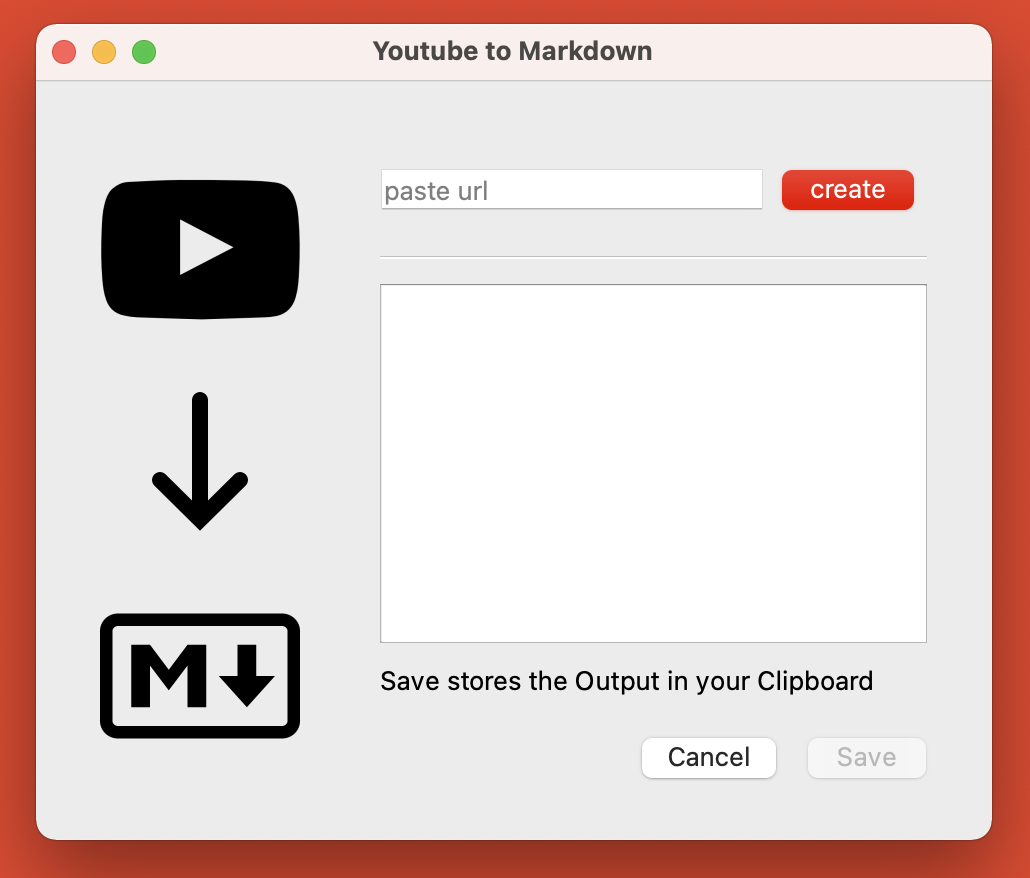 Youtube to Markdown
paste url
create
M
Save stores the Output in your Clipboard
Cancel
Save